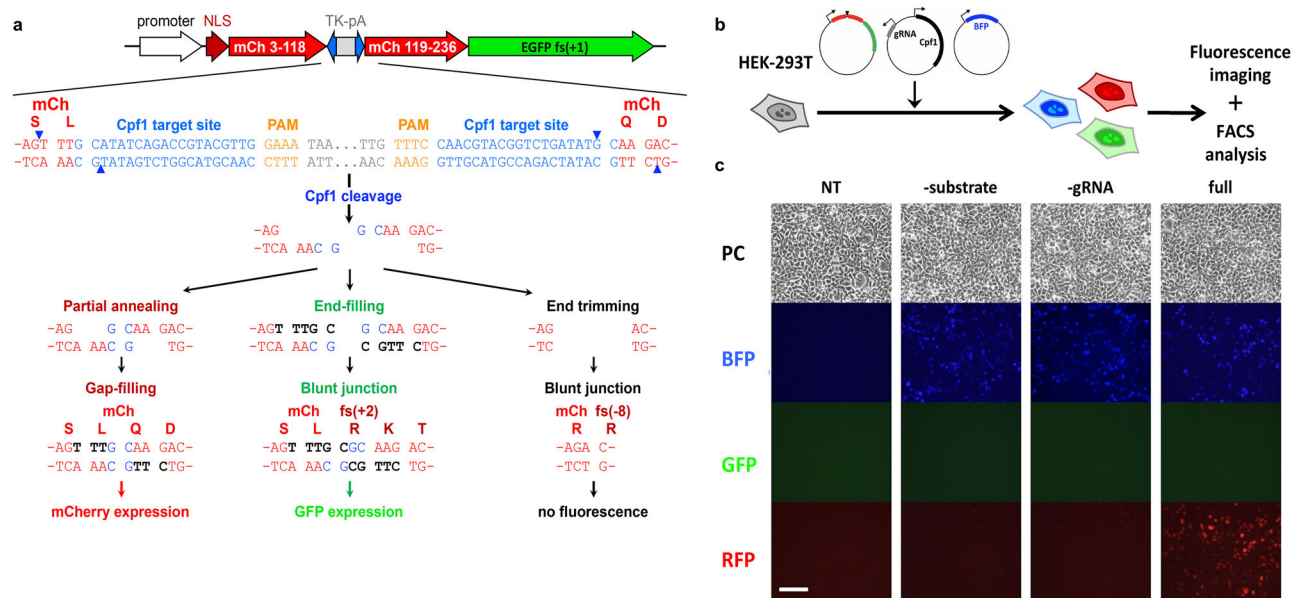 a
promoter NLS TK-pA
mCh 3-118 mCh 119-236 EGFP fs(+1)
mCh mCh
S L Cpf1 target site PAM PAM Cpf1 target site Q D
-AGT TTG CATATCAGACCGTACGTTG GAAA TAA...TTG TTTC CAACGTACGGTCTGATATG C AA GAC-
-TCA AAC GTATAGTCTGGCATGCAAC CTTT ATT...AAC AAAG GTTGCATGCCAGACTATAC G TT CTG-
Cpf1 cleavage
-AG G CAA GAC-
-TCA AAC G TG-
Partial annealing End-filling End trimming
-AG G CAA GAC- -AGT TTG C G CAA GAC- -AG AC-
-TCA AAC G TG- -TCA AAC G C GTT CTG- -TC TG-
Gap-filling Blunt junction Blunt junction
mCh mCh fs(+2) mCh fs(-8)
S L Q D S L R K T R R
-AGT TTG CAA GAC- -AGT TTG CGC AAG AC- -AGA C-
-TCA AAC GTT CTG- -TCA AAC GCG TTC TG- -TCT G-
mCherry expression GFP expression no fluorescence
b
gRNA Cpf1 BFP
HEK-293T
Fluorescence
imaging
+
FACS
analysis
c
NT -substrate -gRNA full
PC
BFP
GFP
RFP